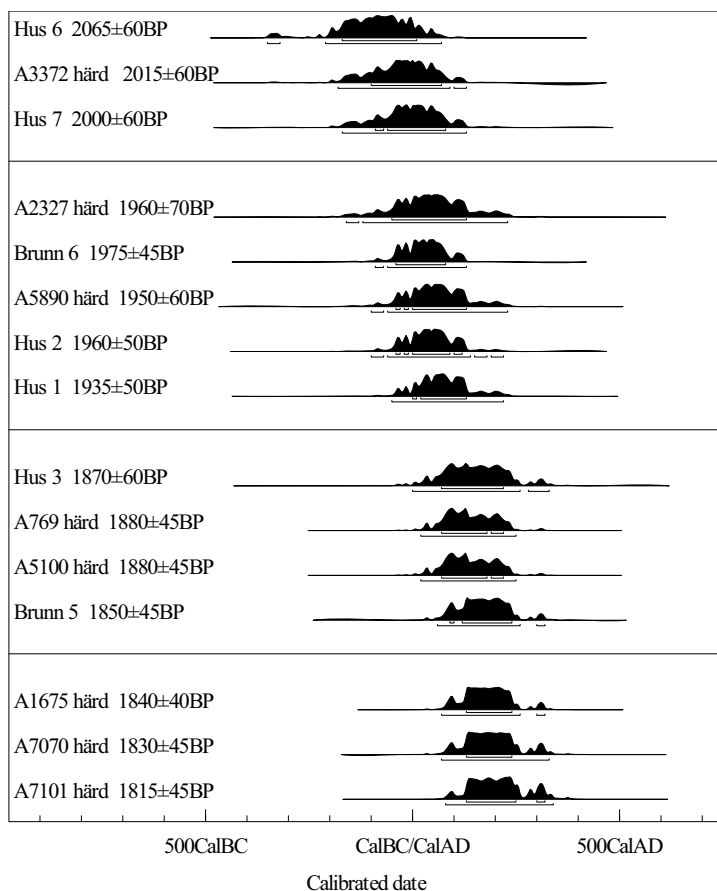 Hus 6 2065±60BP
A3372 härd 2015±60BP
Hus 7 2000±60BP
A2327 härd 1960±70BP
Brunn 6 1975±45BP
A5890 härd 1950±60BP
Hus 2 1960±50BP
Hus 1 1935±50BP
Hus 3 1870±60BP
A769 härd 1880±45BP
A5100 härd 1880±45BP
Brunn 5 1850±45BP
A1675 härd 1840±40BP
A7070 härd 1830±45BP
A7101 härd 1815±45BP
500CalBC CalBC/CalAD 500CalAD
Calibrated date